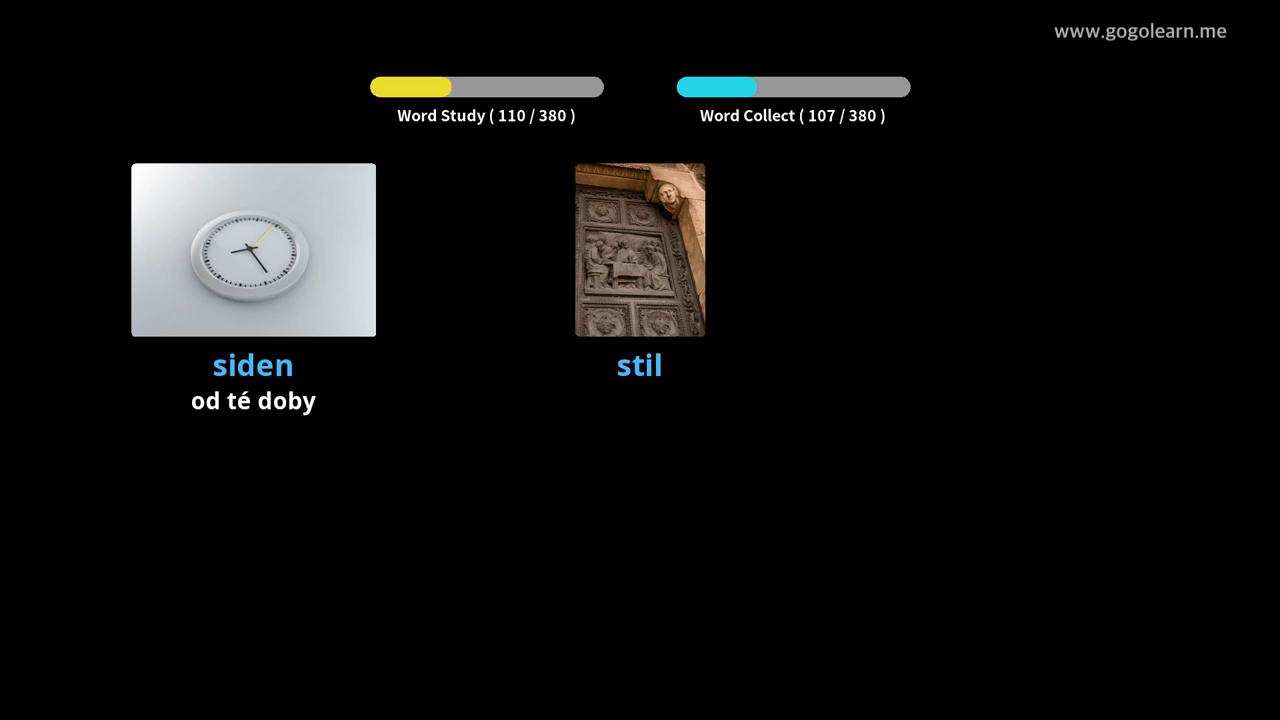 www.gogolearn.me
Word Study ( 110 / 380 )
Word Collect ( 107 / 380 )
siden
od té doby
stil